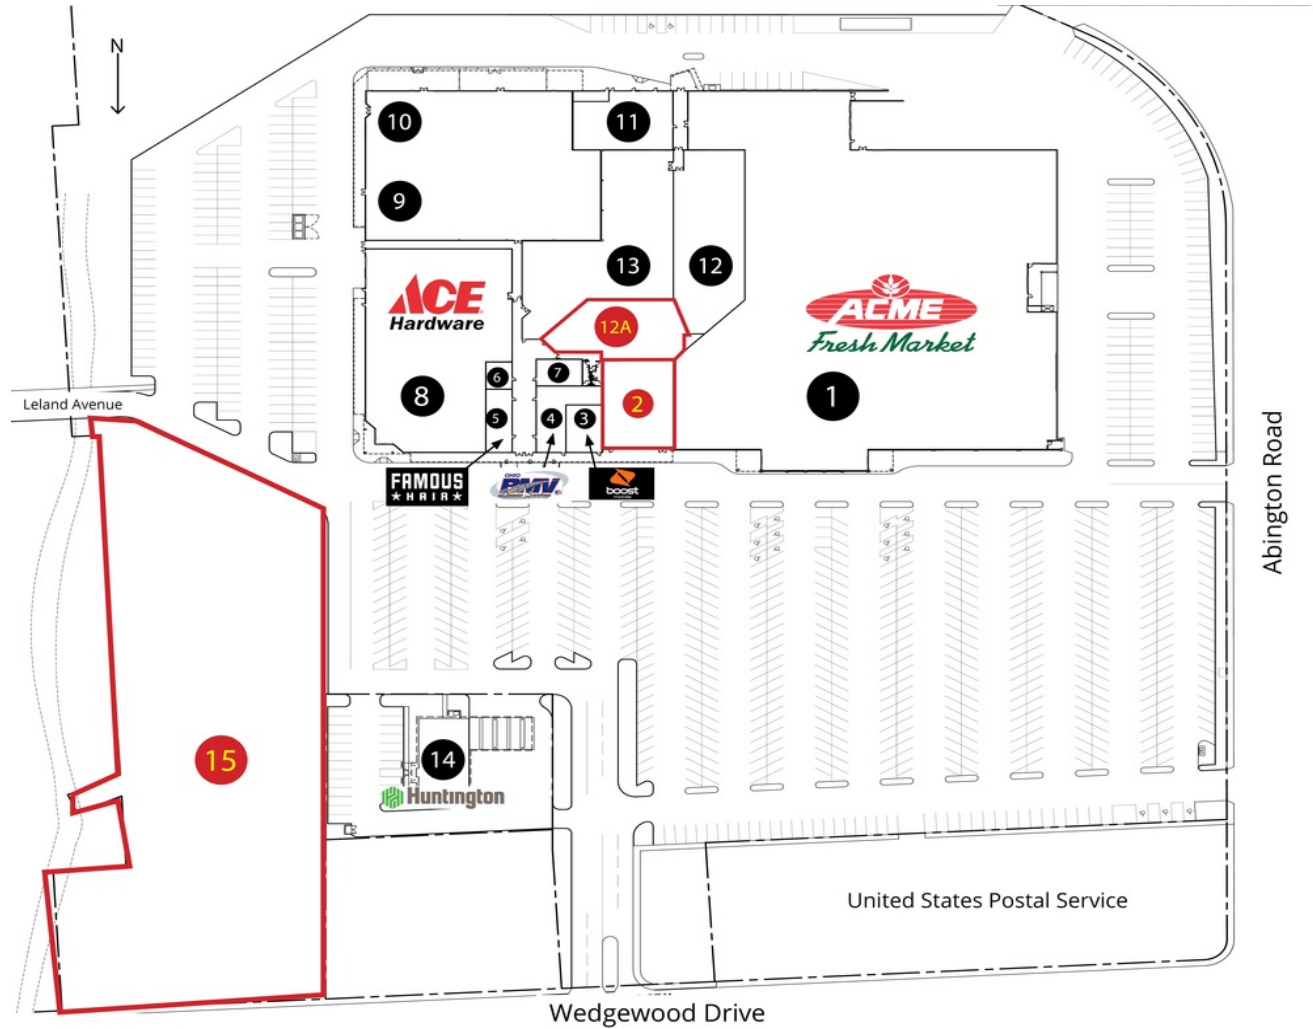 N
10
11
9
13
12
ACE
Hardware
12A
ACME
Fresh Market
6
7
8
5
4
3
2
1
Leland Avenue
FAMOUS
HAIR
OHIO
BMV
boost
Abington Road
15
14
Huntington
United States Postal Service
Wedgewood Drive